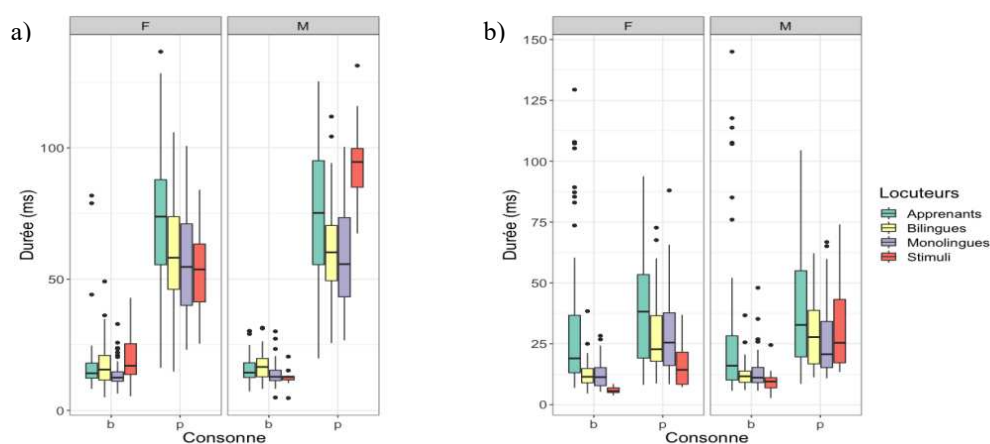 a)
F
M
Durée (ms)
100
50
0
b
p
b
p
Consonne
b)
F
M
Durée (ms)
150
125
100
75
50
25
0
b
p
b
p
Consonne
Locuteurs
Apprenants
Bilingues
Monolingues
Stimuli